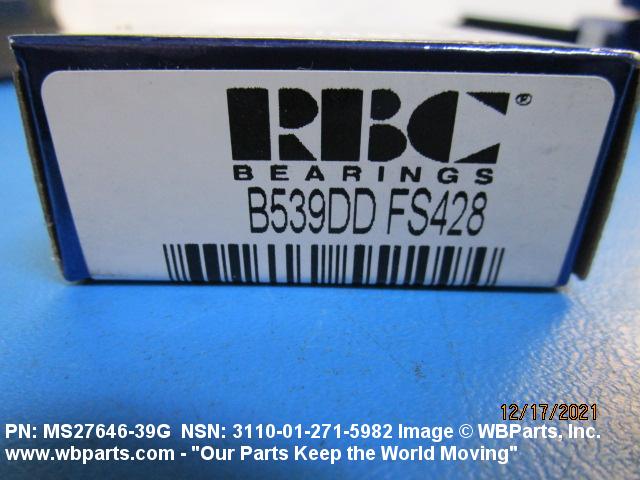 RBC®
BEARINGS
B539DD FS428
12/17/2021
PN: MS27646-39G NSN: 3110-01-271-5982 Image © WBParts, Inc.
www.wbparts.com - "Our Parts Keep the World Moving"